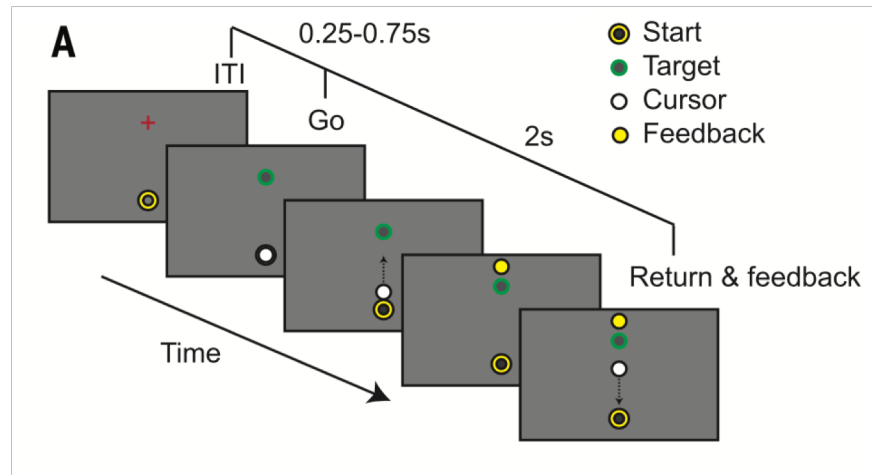 A
0.25-0.75s
ITI
Go
2s
Return & feedback
Time
Start
Target
Cursor
Feedback